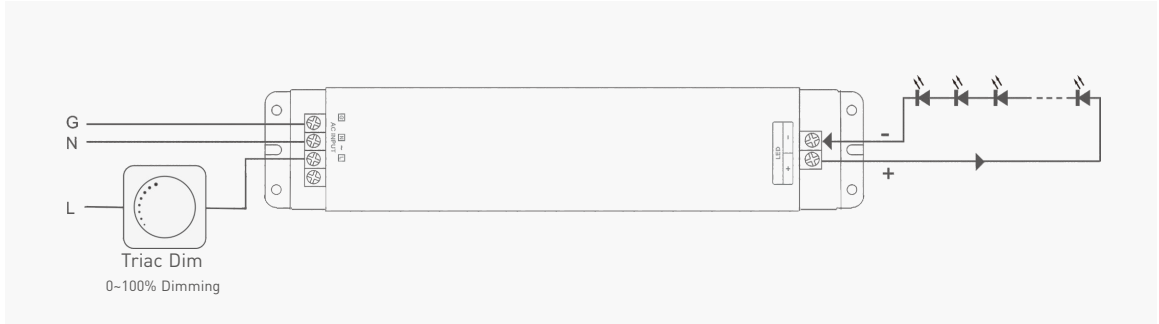 G
N
L
Triac Dim
0~100% Dimming
AC INPUT
LED
-
+
-
+